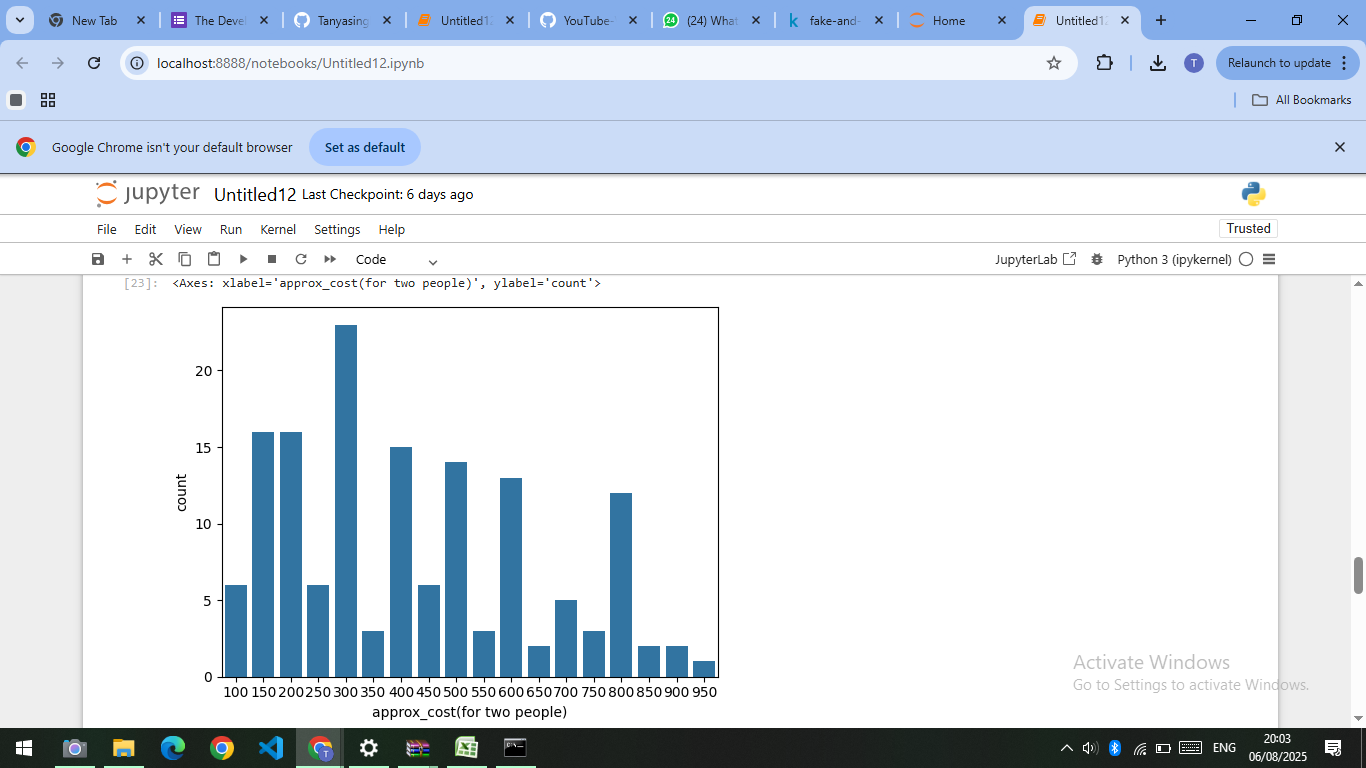 New Tab
The Devel
Tanyasing
Untitled12
YouTube-
(24) What
fake-and-
Home
Untitled12
localhost:8888/notebooks/Untitled12.ipynb
T
Relaunch to update
All Bookmarks
Google Chrome isn't your default browser
Set as default
jupyter Untitled12 Last Checkpoint: 6 days ago
File Edit View Run Kernel Settings Help
Trusted
Code
JupyterLab
Python 3 (ipykernel)
[23]: <Axes: xlabel='approx_cost(for two people)', ylabel='count'>
20
15
10
5
0
count
100 150 200 250 300 350 400 450 500 550 600 650 700 750 800 850 900 950
approx_cost(for two people)
Activate Windows
Go to Settings to activate Windows.
ENG
20:03
06/08/2025